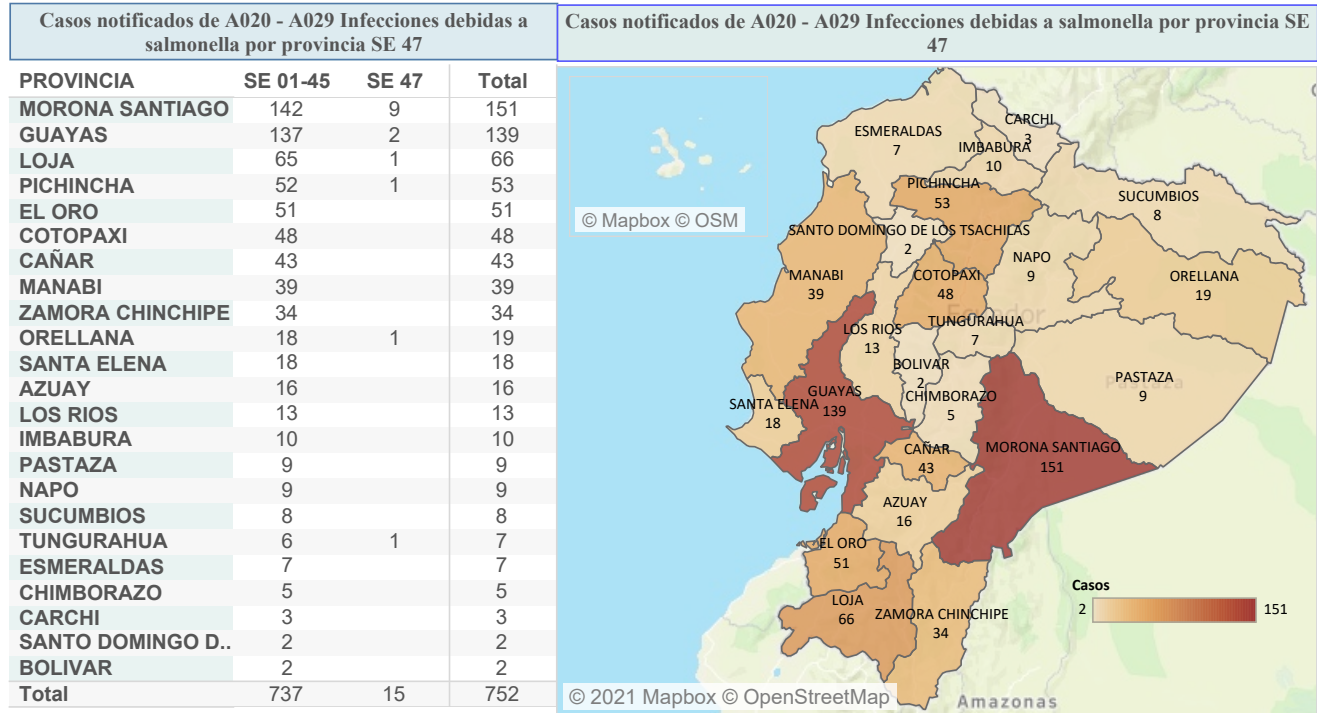 Casos notificados de A020 - A029 Infecciones debidas a
salmonella por provincia SE 47
PROVINCIA SE 01-45 SE 47 Total
MORONA SANTIAGO 142 9 151
GUAYAS 137 2 139
LOJA 65 1 66
PICHINCHA 52 1 53
EL ORO 51 51
COTOPAXI 48 48
CAÑAR 43 43
MANABI 39 39
ZAMORA CHINCHIPE 34 34
ORELLANA 18 1 19
SANTA ELENA 18 18
AZUAY 16 16
LOS RIOS 13 13
IMBABURA 10 10
PASTAZA 9 9
NAPO 9 9
SUCUMBIOS 8 8
TUNGURAHUA 6 1 7
ESMERALDAS 7 7
CHIMBORAZO 5 5
CARCHI 3 3
SANTO DOMINGO D.. 2 2
BOLIVAR 2 2
Total 737 15 752
Casos notificados de A020 - A029 Infecciones debidas a salmonella por provincia SE
47
© Mapbox © OSM
CARCHI
3
ESMERALDAS
7
IMBABURA
10
PICHINCHA
53
SUCUMBIOS
8
SANTO DOMINGO DE LOS TSACHILAS
2
NAPO
9
MANABI
39
COTOPAXI
48
ORELLANA
19
Ecuador
LOS RIOS
13
TUNGURAHUA
7
BOLIVAR
2
PASTAZA
9
Pastaza
GUAYAS
139
SANTA ELENA
18
CHIMBORAZO
5
CAÑAR
43
MORONA SANTIAGO
151
AZUAY
16
EL ORO
51
LOJA
66
ZAMORA CHINCHIPE
34
Casos
2 151
© 2021 Mapbox © OpenStreetMap
Amazonas